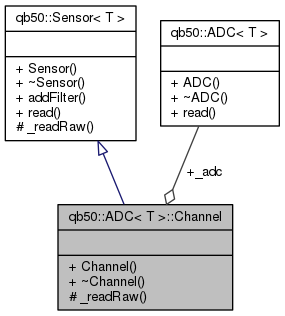 qb50::Sensor< T >
+ Sensor()
+ ~Sensor()
+ addFilter()
+ read()
# _readRaw()
qb50::ADC< T >
+ ADC()
+ ~ADC()
+ read()
+_adc
qb50::ADC< T >::Channel
+ Channel()
+ ~Channel()
# _readRaw()